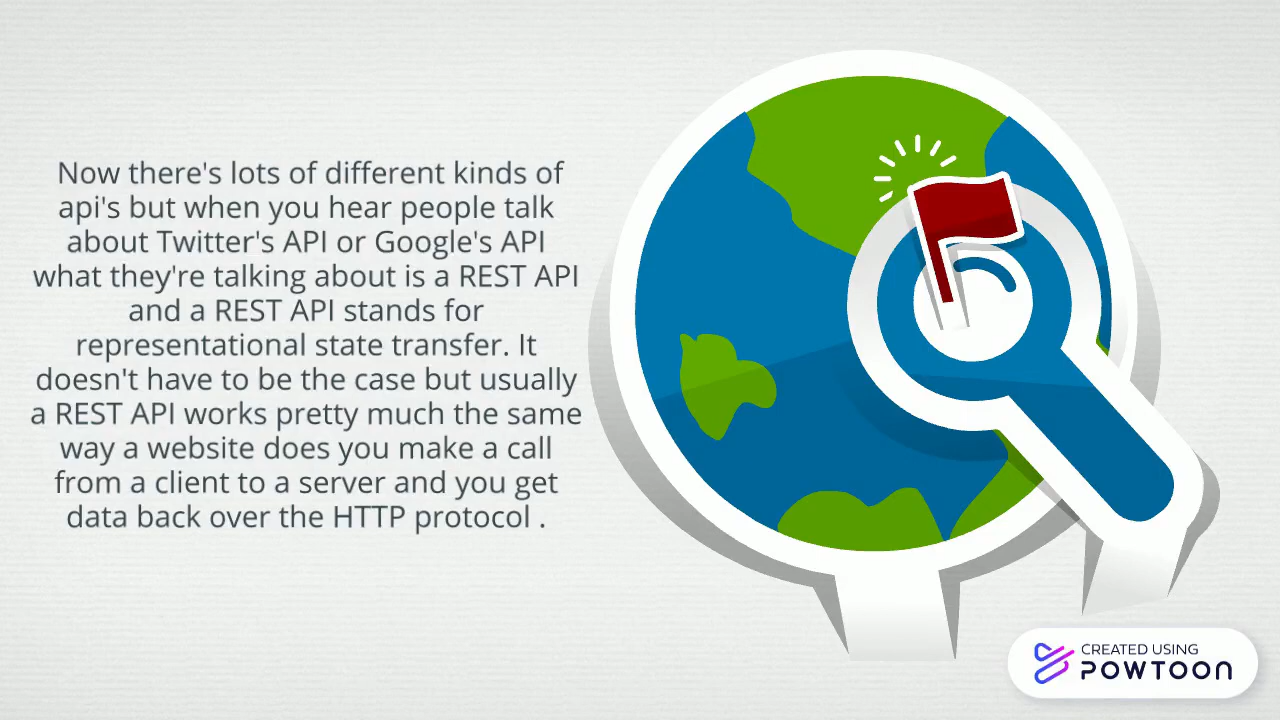 Now there's lots of different kinds of
api's but when you hear people talk
about Twitter's API or Google's API
what they're talking about is a REST API
and a REST API stands for
representational state transfer. It
doesn't have to be the case but usually
a REST API works pretty much the same
way a website does you make a call
from a client to a server and you get
data back over the HTTP protocol .
CREATED USING
POWTOON